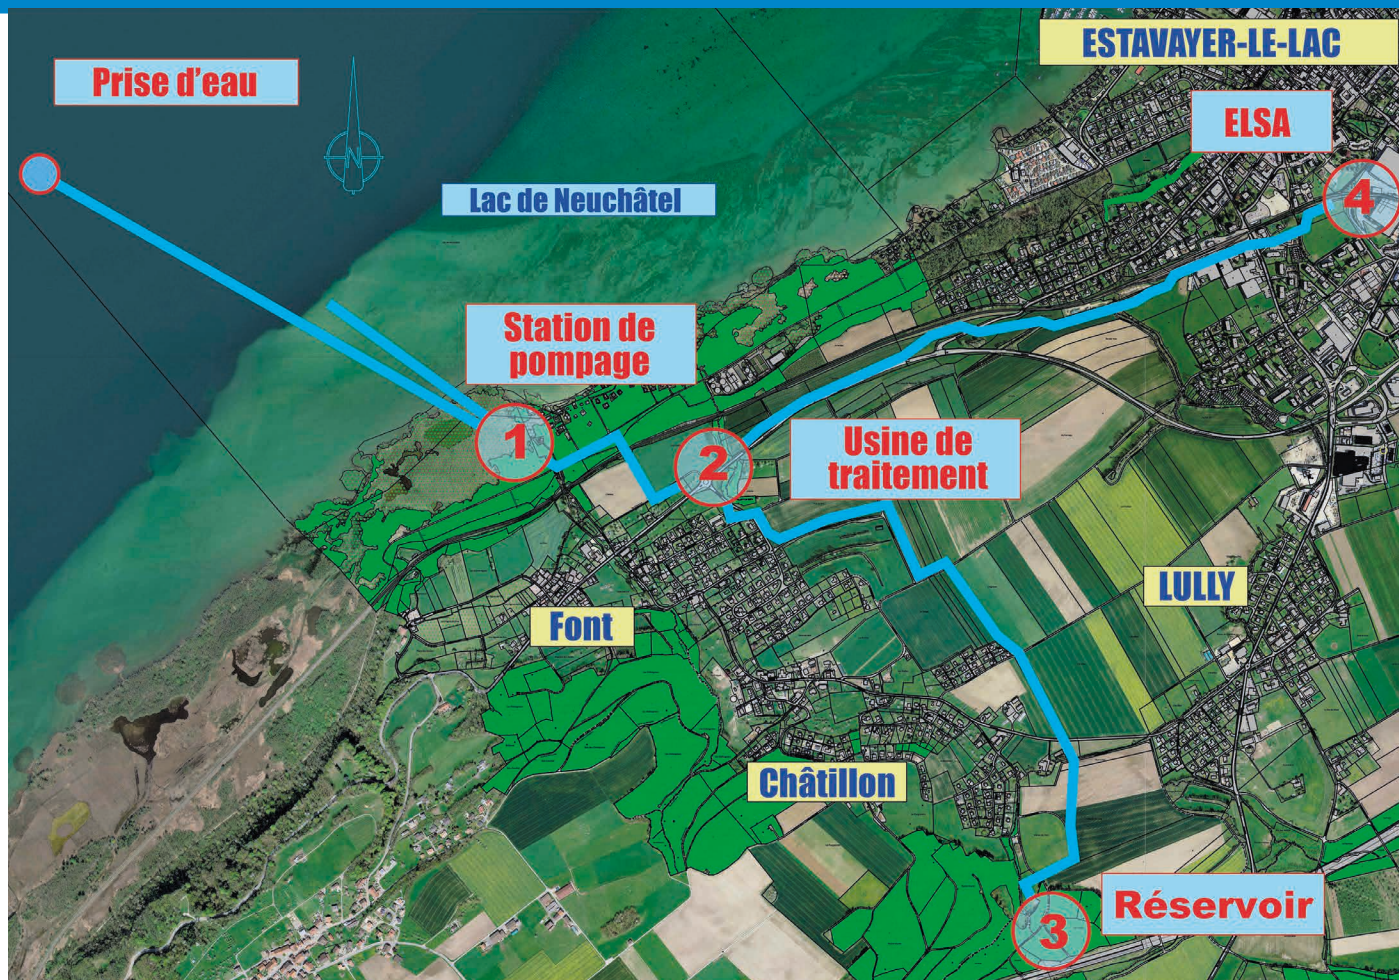 ESTAVAYER-LE-LAC
Prise d'eau
ELSA
N
4
Lac de Neuchâtel
Station de
pompage
1
2
Usine de
traitement
LULLY
Font
Châtillon
Réservoir
3